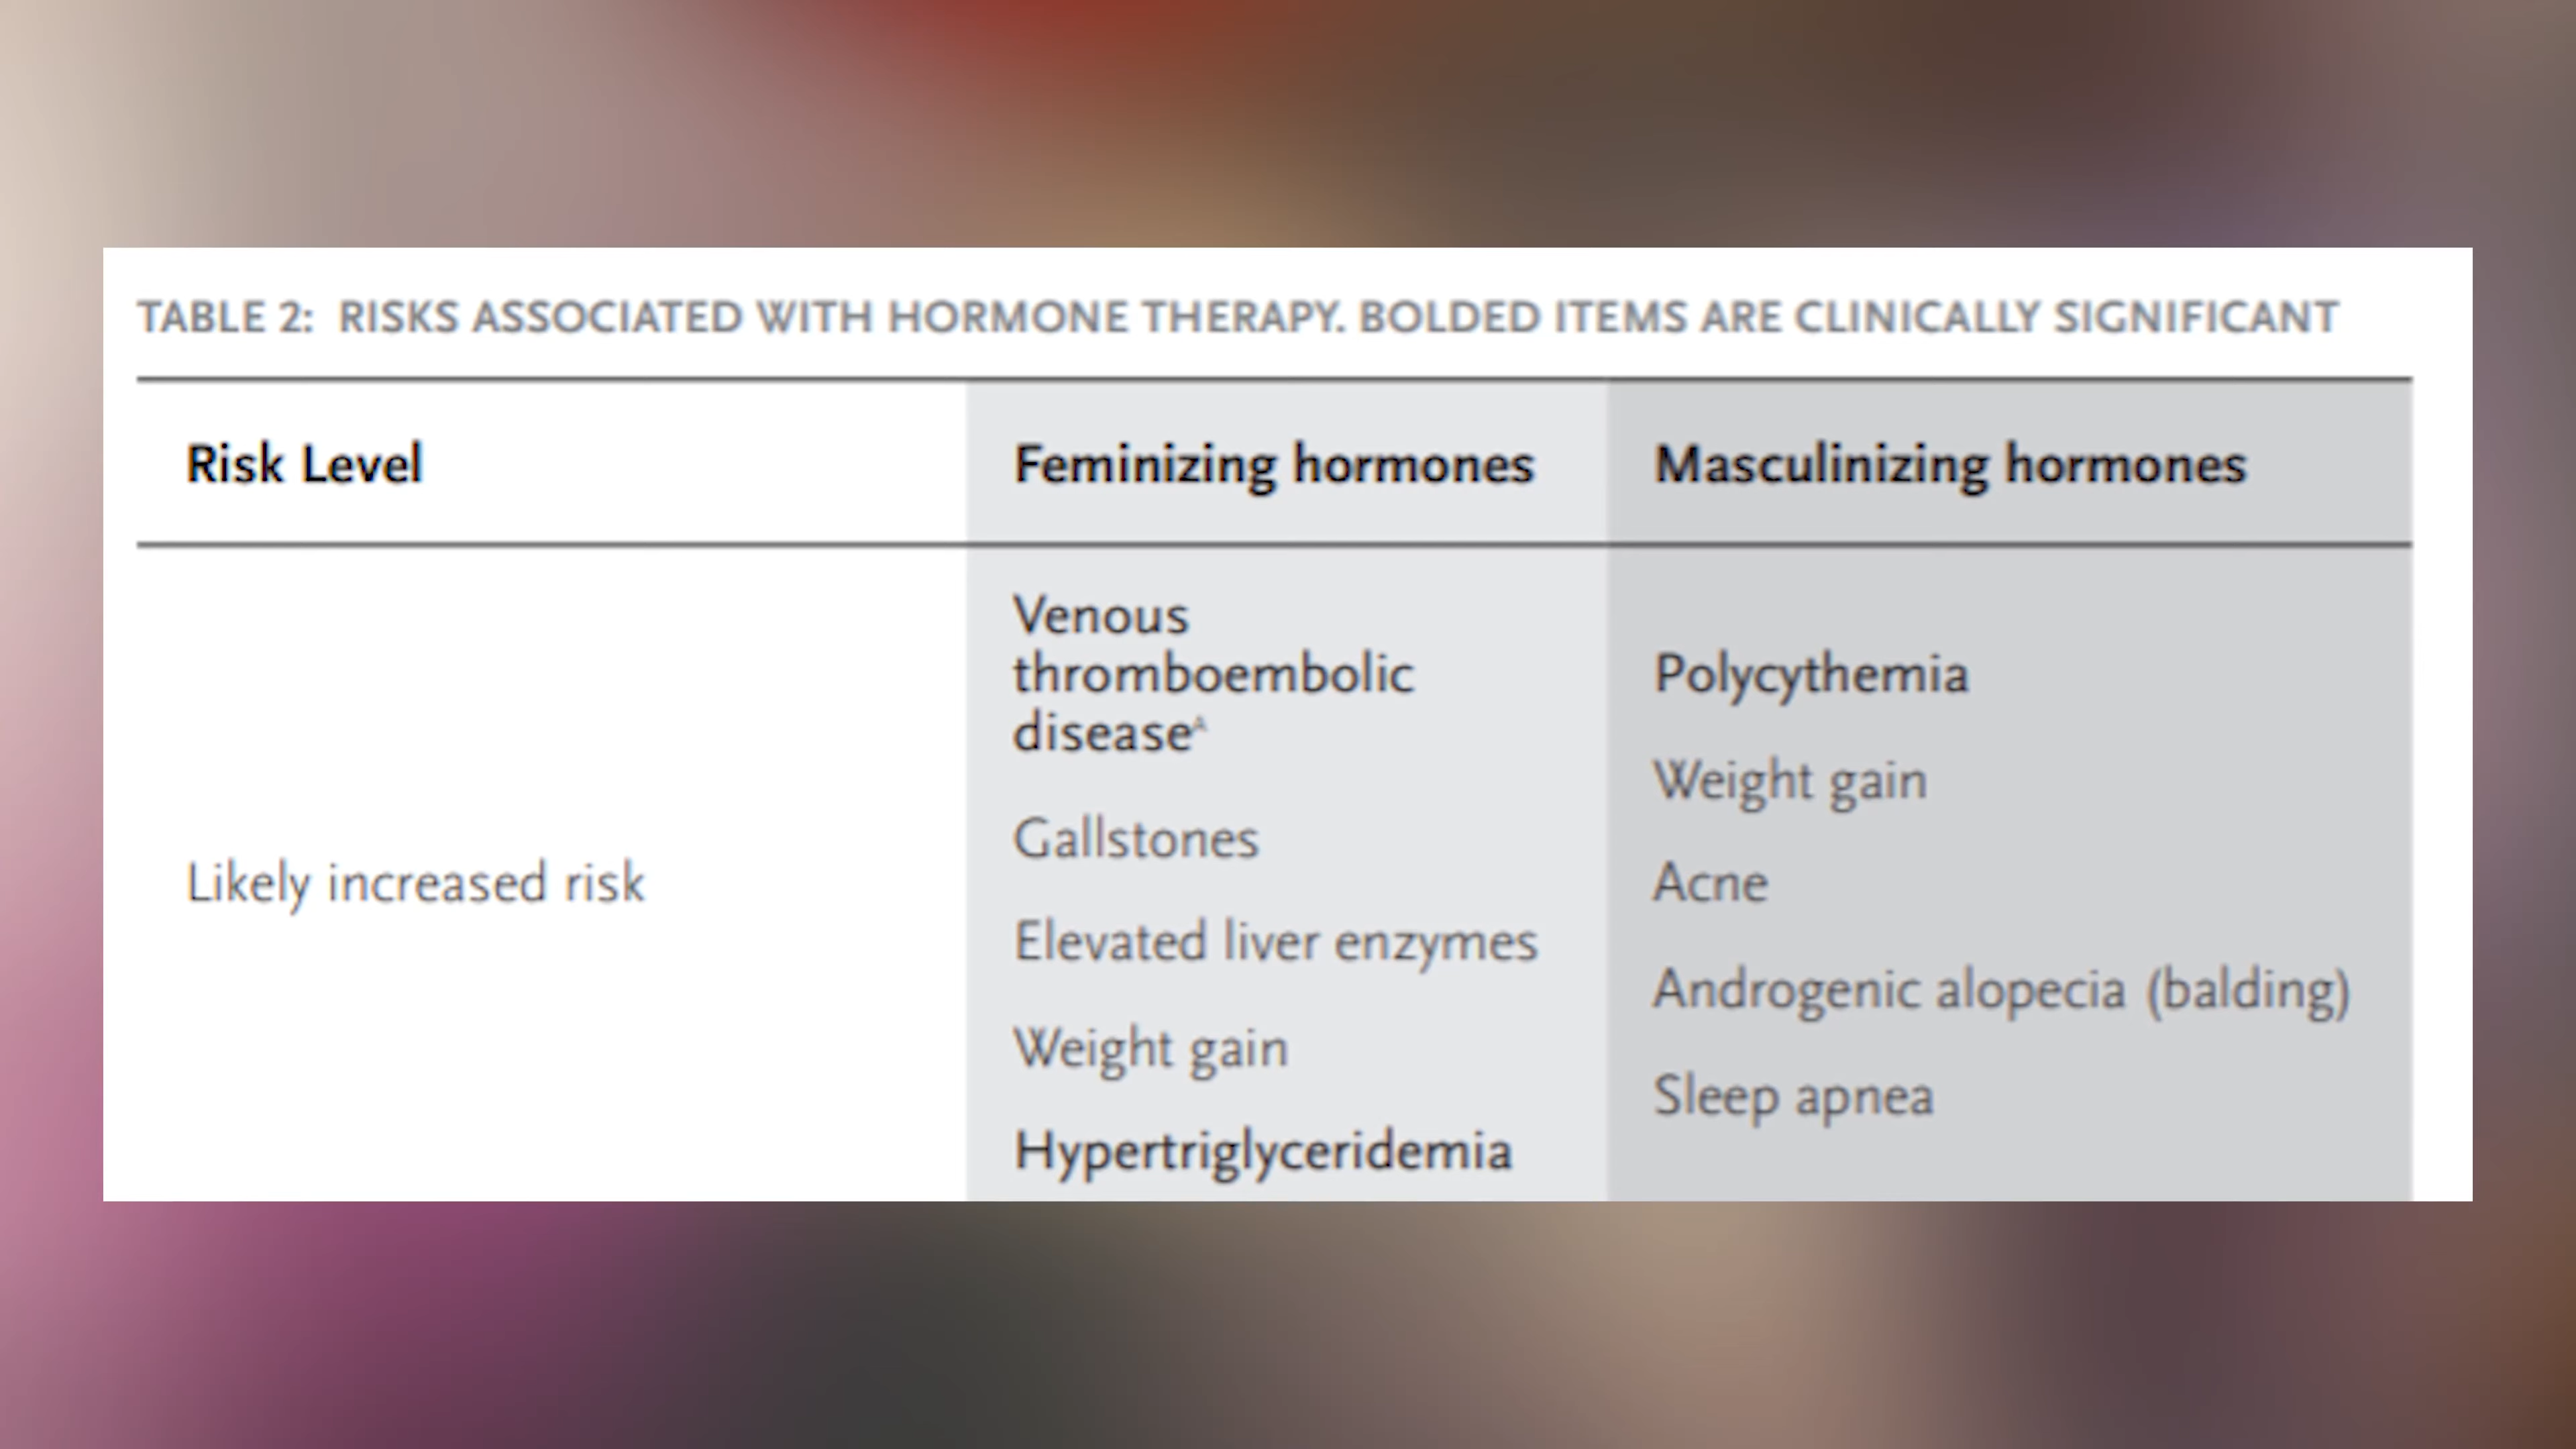 TABLE 2: RISKS ASSOCIATED WITH HORMONE THERAPY. BOLDED ITEMS ARE CLINICALLY SIGNIFICANT
Risk Level
Feminizing hormones
Masculinizing hormones
Likely increased risk
Venous
thromboembolic
diseaseᴬ
Gallstones
Elevated liver enzymes
Weight gain
Hypertriglyceridemia
Polycythemia
Weight gain
Acne
Androgenic alopecia (balding)
Sleep apnea